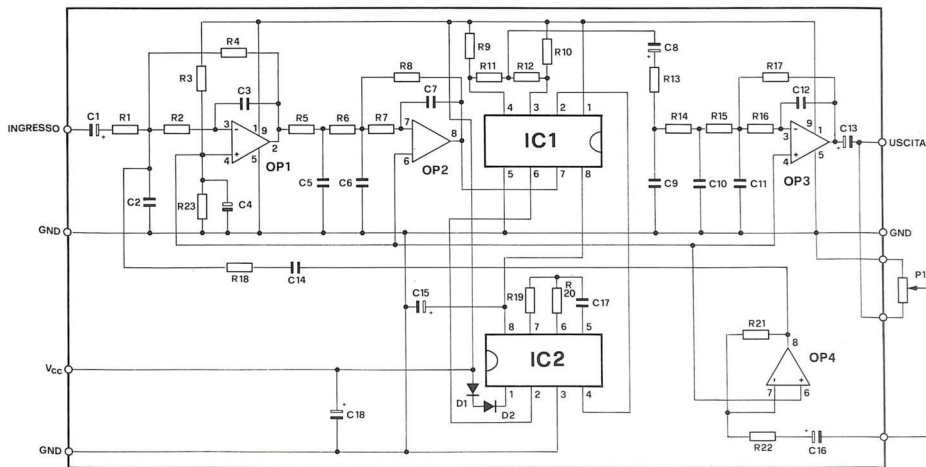 R4
R9
R10
C8
R3
R11
R12
R8
R17
R13
C1
C3
C7
C12
4
3
2
1
INGRESSO
R1
R2
3
-
1
9
2
R5
R6
R7
7
-
8
IC1
R14
R15
R16
3
-
9
1
C13
USCITA
+
4
5
OP1
+
6
OP2
5
6
7
8
+
4
5
OP3
C2
R23
C4
C5
C6
C9
C10
C11
GND
GND
R18
C14
P1
C15
R19
R
20
C17
R21
8
8
7
6
5
IC2
OP4
7
6
VCC
1
2
3
4
D1
D2
C18
R22
C16
GND